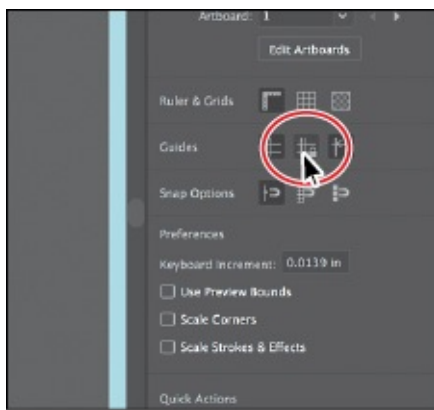 Artboard: 1
Edit Artboards
Ruler & Grids
Guides
Snap Options
Preferences
Keyboard Increment: 0.0139 in
Use Preview Bounds
Scale Corners
Scale Strokes & Effects
Quick Actions